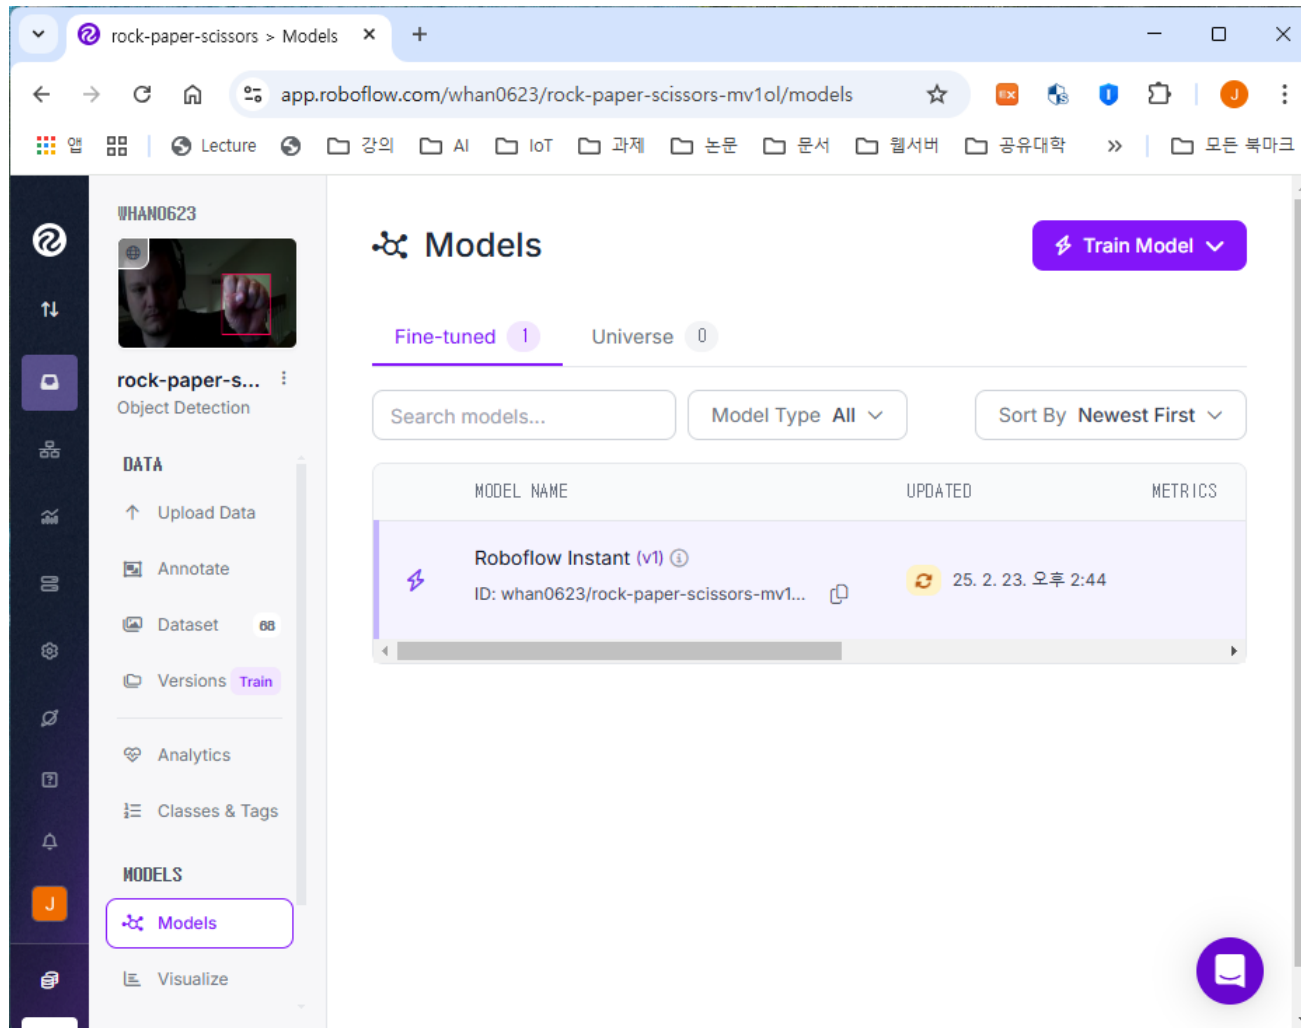 rock-paper-scissors > Models
app.roboflow.com/whan0623/rock-paper-scissors-mv1ol/models
J
앱
Lecture
강의
AI
IoT
과제
논문
문서
웹서버
공유대학
모든 북마크
WHAN0623
rock-paper-s...
Object Detection
DATA
Upload Data
Annotate
Dataset 68
Versions Train
Analytics
Classes & Tags
MODELS
Models
Visualize
J
Models
Train Model
Fine-tuned 1
Universe 0
Search models...
Model Type All
Sort By Newest First
MODEL NAME UPDATED METRICS
Roboflow Instant (v1)
ID: whan0623/rock-paper-scissors-mv1...
25. 2. 23. 오후 2:44